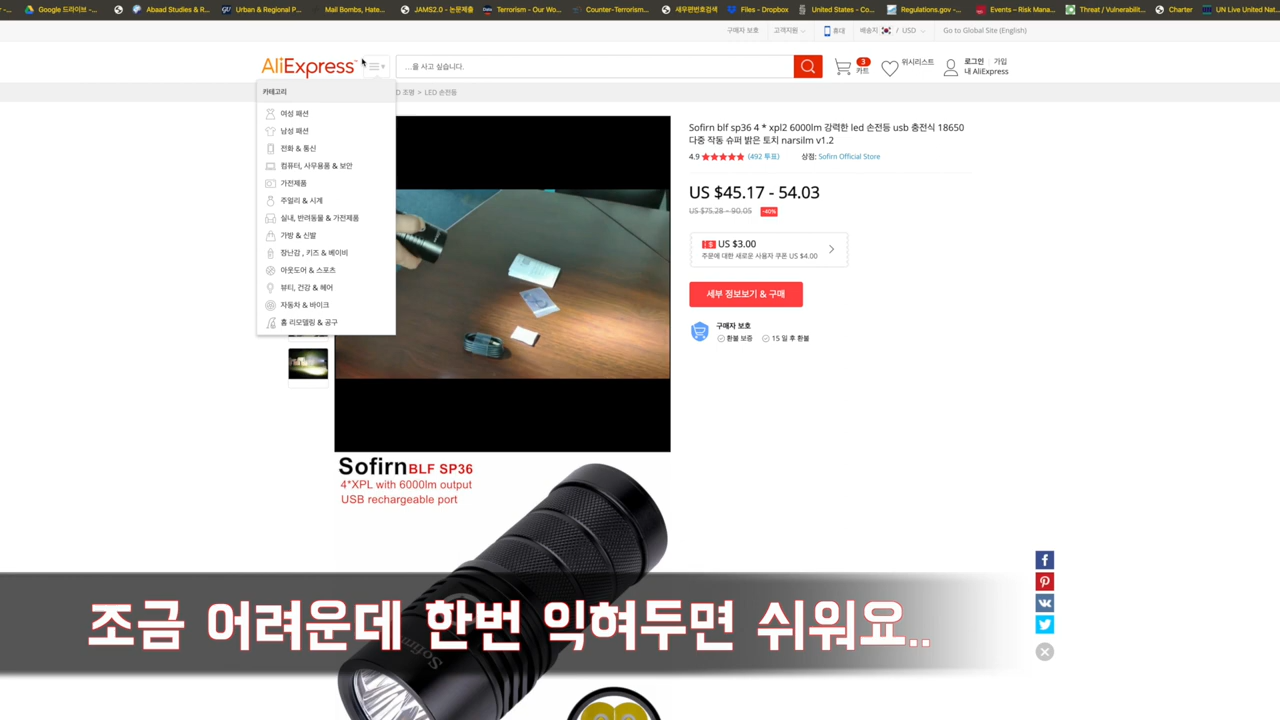 Google 드라이브 -...
Abaad Studies & R...
Urban & Regional P...
Mail Bombs, Hate...
JAMS2.0 - 논문제출
Terrorism - Our Wo...
Counter-Terrorism...
새우편번호검색
Files - Dropbox
United States - Co...
Regulations.gov -...
Events – Risk Mana...
Threat / Vulnerabilit...
Charter
UN Live United Nat...
구매자 보호
고객지원
휴대
배송지 / USD
Go to Global Site (English)
AliExpress
...을 사고 싶습니다.
3
카트
위시리스트
로그인 가입
내 AliExpress
카테고리
D 조명 > LED 손전등
여성 패션
남성 패션
전화 & 통신
컴퓨터, 사무용품 & 보안
가전제품
주얼리 & 시계
실내, 반려동물 & 가전제품
가방 & 신발
장난감 , 키즈 & 베이비
아웃도어 & 스포츠
뷰티, 건강 & 헤어
자동차 & 바이크
홈 리모델링 & 공구
Sofirn blf sp36 4 * xpl2 6000lm 강력한 led 손전등 usb 충전식 18650
다중 작동 슈퍼 밝은 토치 narsilm v1.2
4.9 (492 투표) 상점: Sofirn Official Store
US $45.17 - 54.03
US $75.28 - 90.05 -40%
US $3.00
주문에 대한 새로운 사용자 쿠폰 US $4.00
세부 정보보기 & 구매
구매자 보호
환불 보증 15 일 후 환불
Sofirn BLF SP36
4*XPL with 6000lm output
USB rechargeable port
Sofirn
조금 어려운데 한번 익혀두면 쉬워요..